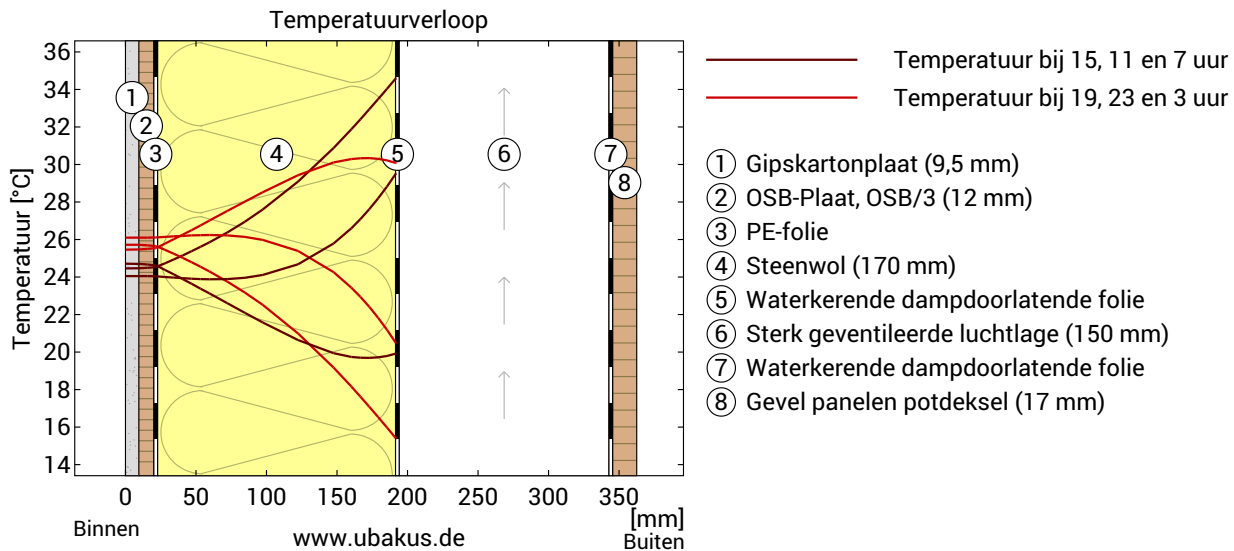 Temperatuurverloop
Temperatuur [°C]
36
34
32
30
28
26
24
22
20
18
16
14
1
2
3
4
5
6
7
8
0
50
100
150
200
250
300
350
[mm]
Binnen
www.ubakus.de
Buiten
Temperatuur bij 15, 11 en 7 uur
Temperatuur bij 19, 23 en 3 uur
1 Gipskartonplaat (9,5 mm)
2 OSB-Plaat, OSB/3 (12 mm)
3 PE-folie
4 Steenwol (170 mm)
5 Waterkerende dampdoorlatende folie
6 Sterk geventileerde luchtlage (150 mm)
7 Waterkerende dampdoorlatende folie
8 Gevel panelen potdeksel (17 mm)